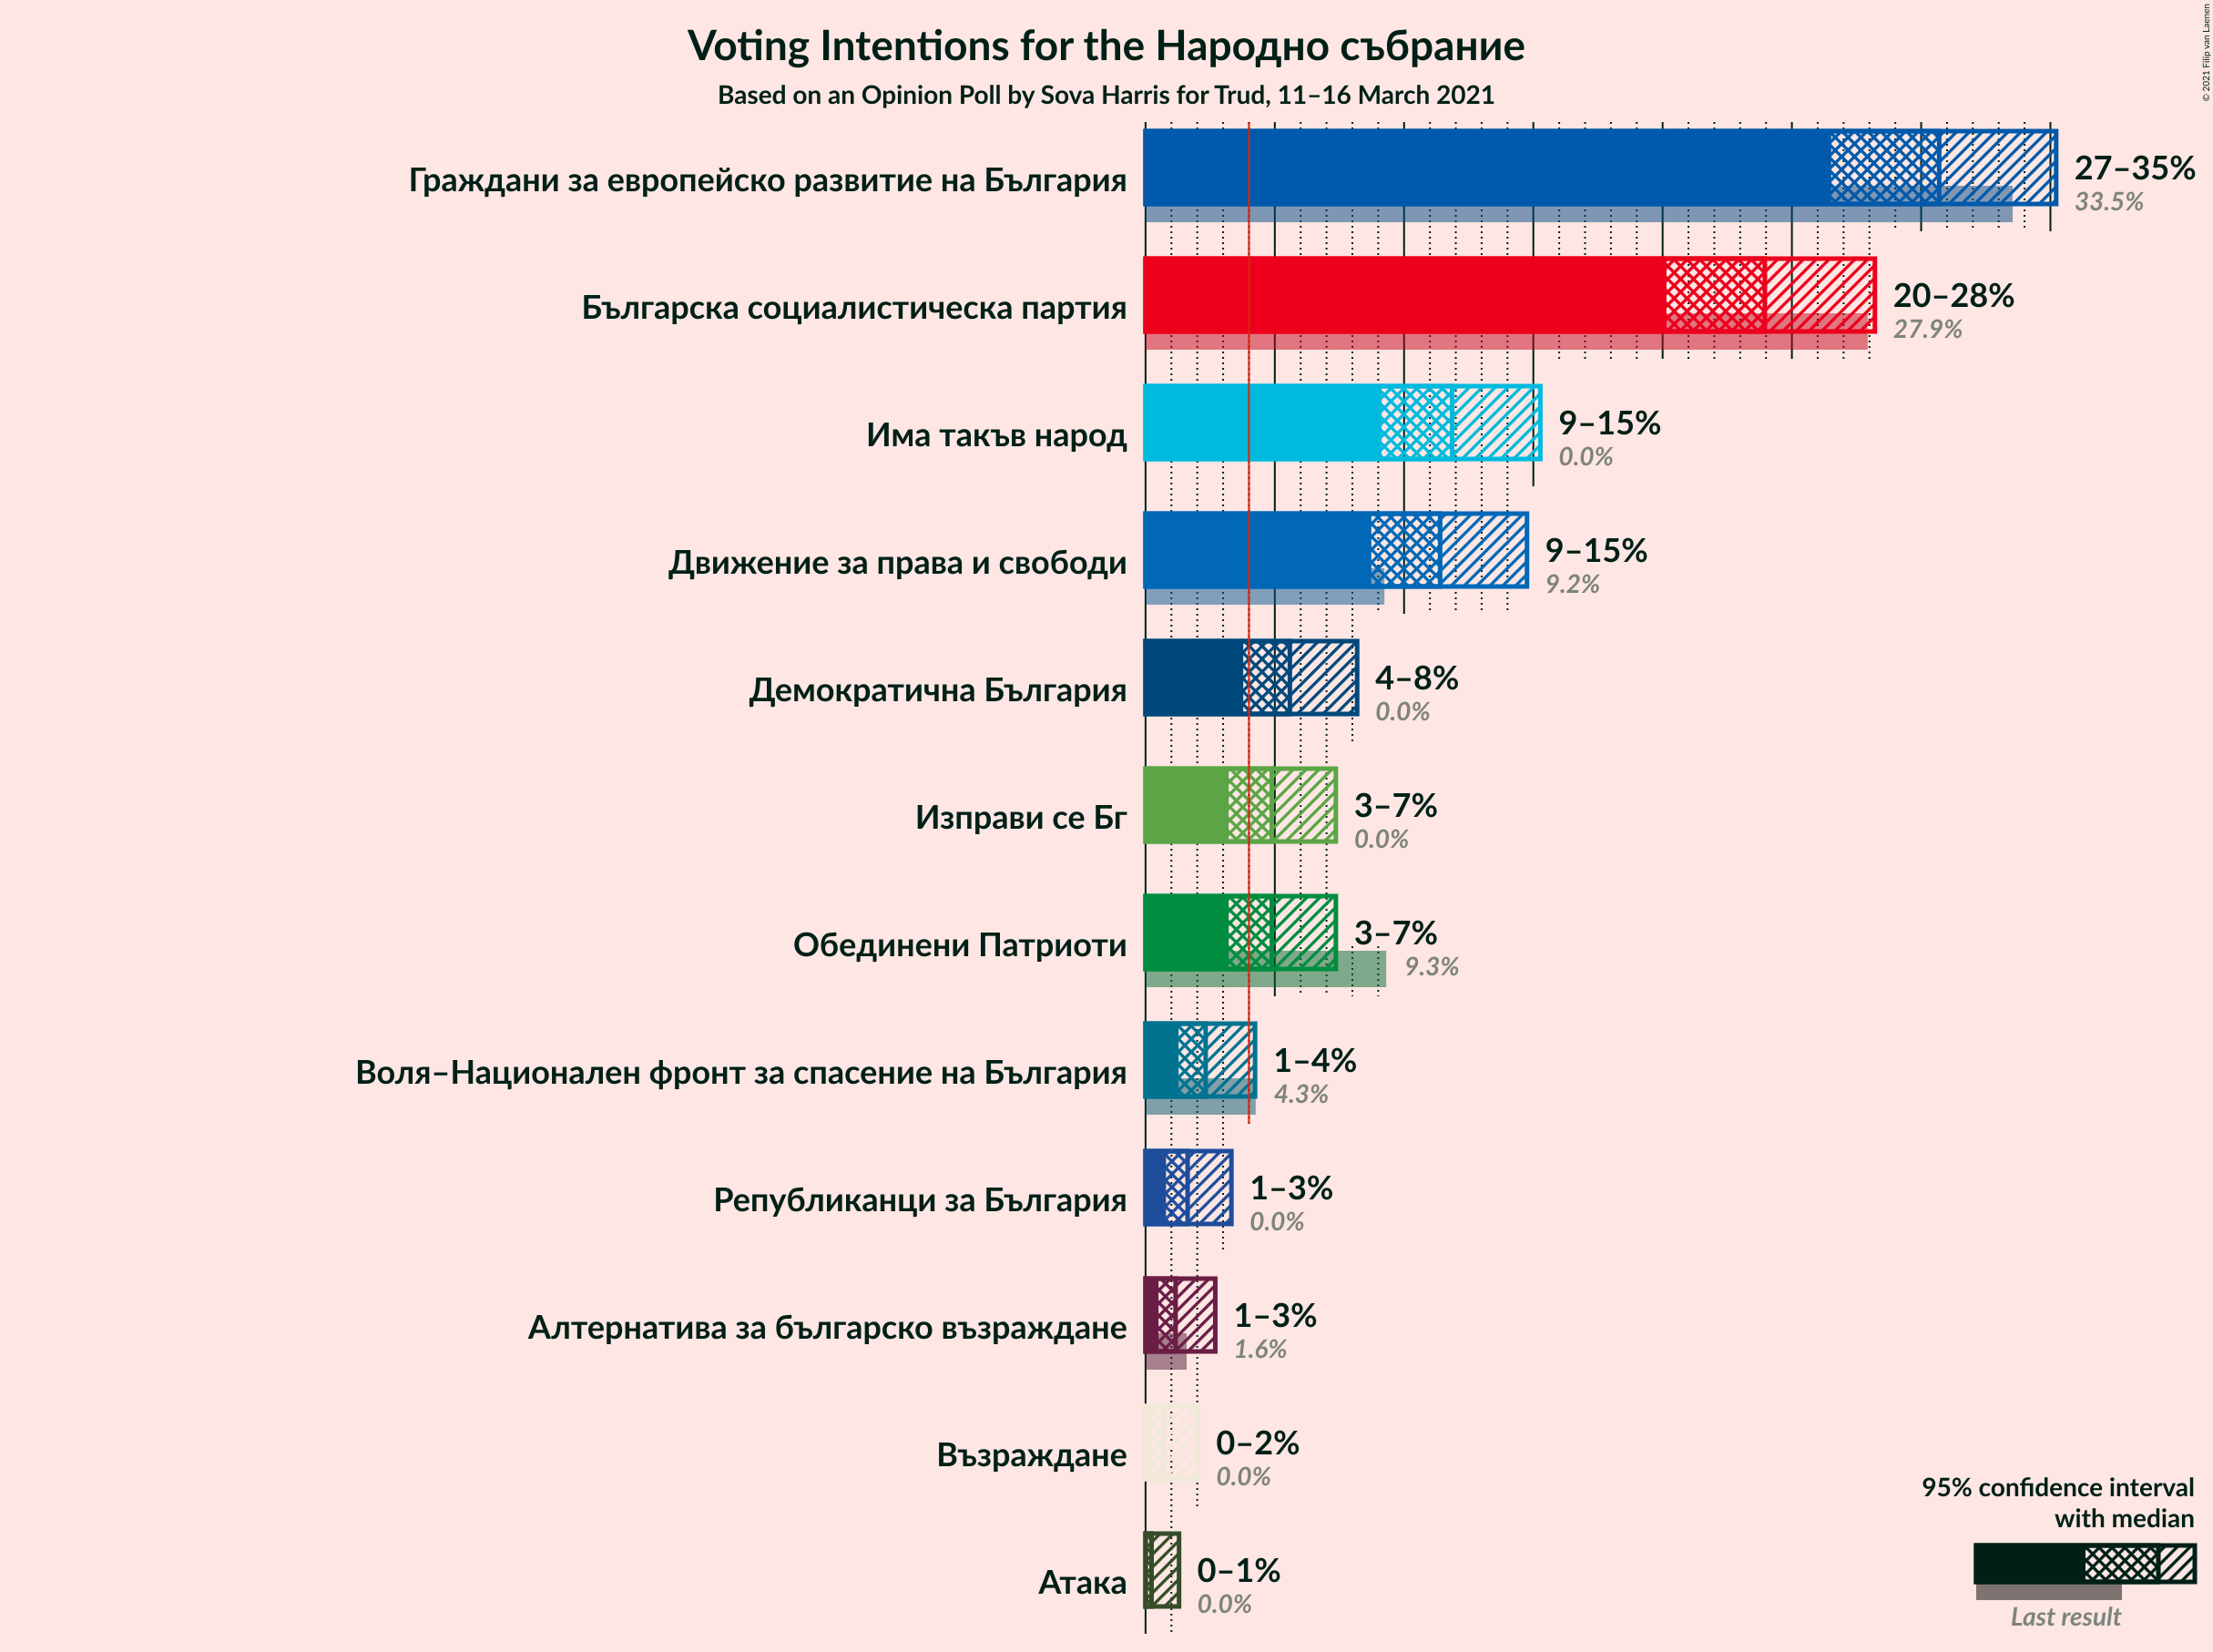 © 2021 Filip van Laenen
Voting Intentions for the Народно събрание
Based on an Opinion Poll by Sova Harris for Trud, 11–16 March 2021
Граждани за европейско развитие на България
27–35%
33.5%
Българска социалистическа партия
20–28%
27.9%
Има такъв народ
9–15%
0.0%
Движение за права и свободи
9–15%
9.2%
Демократична България
4–8%
0.0%
Изправи се Бг
3–7%
0.0%
Обединени Патриоти
3–7%
9.3%
Воля–Национален фронт за спасение на България
1–4%
4.3%
Републиканци за България
1–3%
0.0%
Алтернатива за българско възраждане
1–3%
1.6%
Възраждане
0–2%
0.0%
Атака
0–1%
0.0%
95% confidence interval
with median
Last result